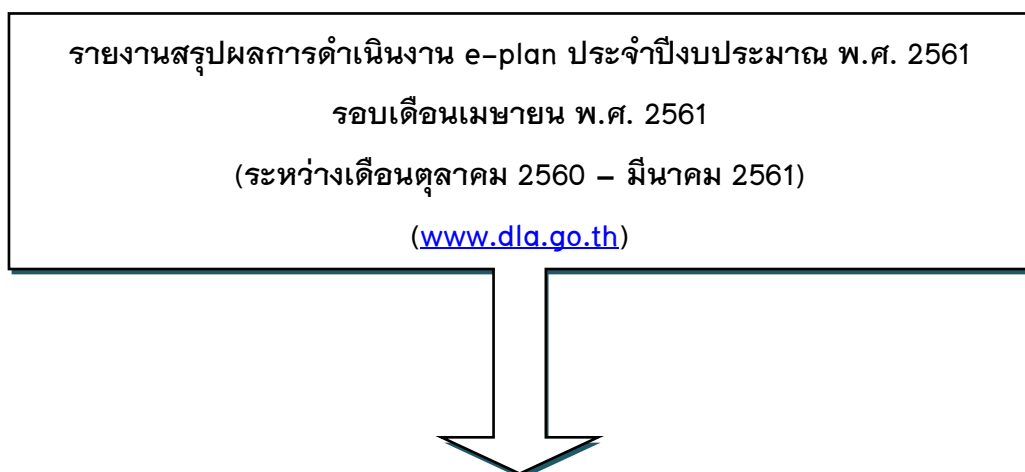 รายงานสรุปผลการดำเนินงาน e-plan ประจำปีงบประมาณ พ.ศ. 2561
รอบเดือนเมษายน พ.ศ. 2561
(ระหว่างเดือนตุลาคม 2560 – มีนาคม 2561)
(www.dla.go.th)